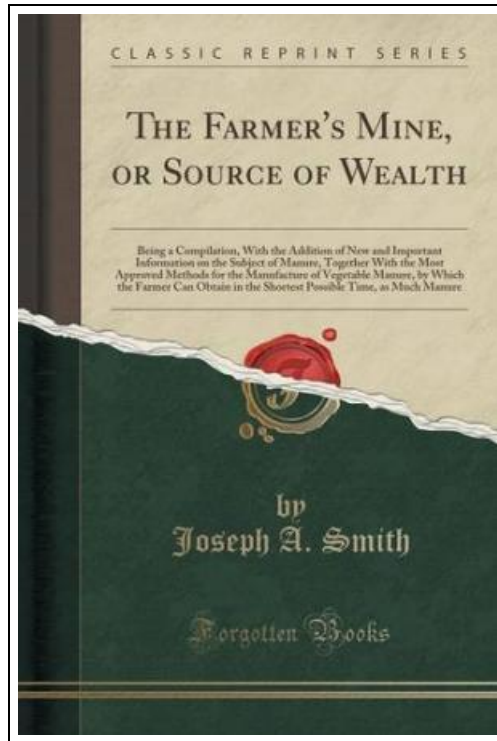 CLASSIC REPRINT SERIES
THE FARMER'S MINE,
OR SOURCE OF WEALTH
Being a Compilation, With the Addition of New and Important
Information on the Subject of Manure, Together With the Most
Approved Methods for the Manufacture of Vegetable Manure, by Which
the Farmer Can Obtain in the Shortest Possible Time, as Much Manure
by
Joseph A. Smith
Forgotten Books